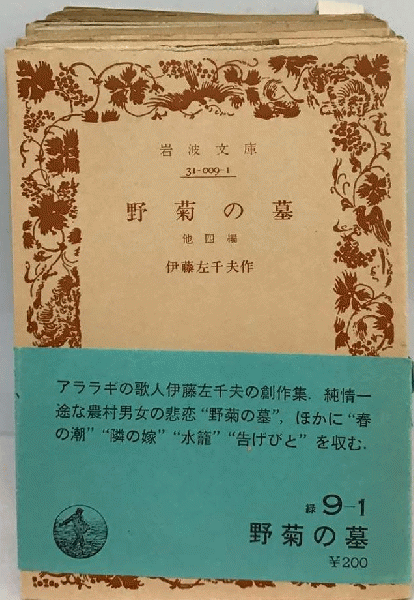 岩波文庫
31-009-1
野菊の墓
他四編
伊藤左千夫作
アララギの歌人伊藤左千夫の創作集. 純情一
途な農村男女の悲恋 “野菊の墓”, ほかに “春
の潮” “隣の嫁” “水籠” “告げびと” を収む.
緑 9-1
野菊の墓
¥200